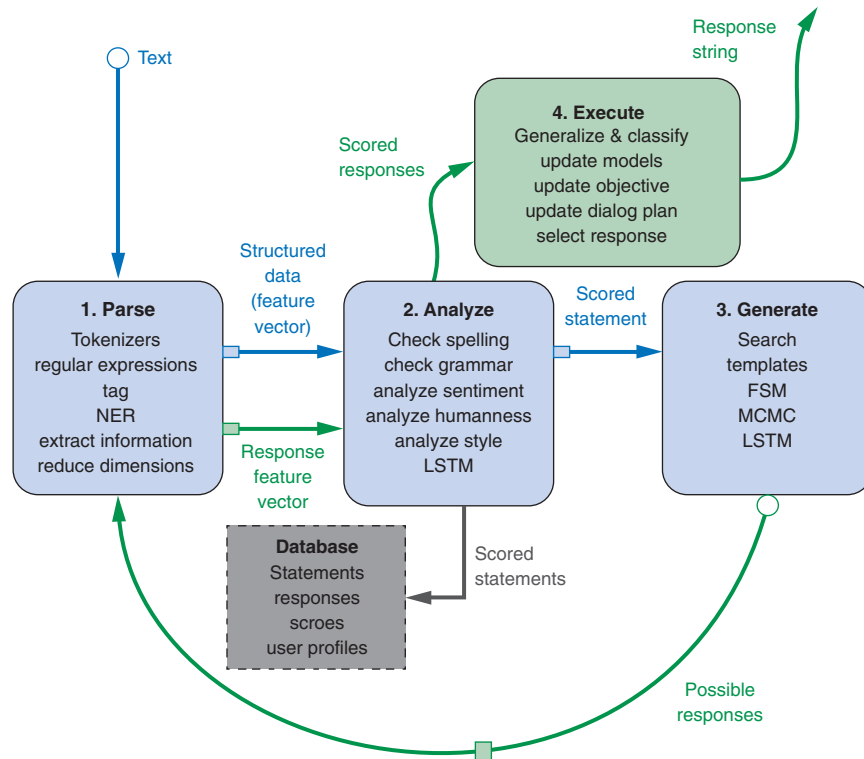 Response
string
Text
4. Execute
Generalize & classify
update models
update objective
update dialog plan
select response
Scored
responses
Structured
data
(feature
vector)
1. Parse
Tokenizers
regular expressions
tag
NER
extract information
reduce dimensions
2. Analyze
Check spelling
check grammar
analyze sentiment
analyze humanness
analyze style
LSTM
Scored
statement
3. Generate
Search
templates
FSM
MCMC
LSTM
Response
feature
vector
Database
Statements
responses
scroes
user profiles
Scored
statements
Possible
responses